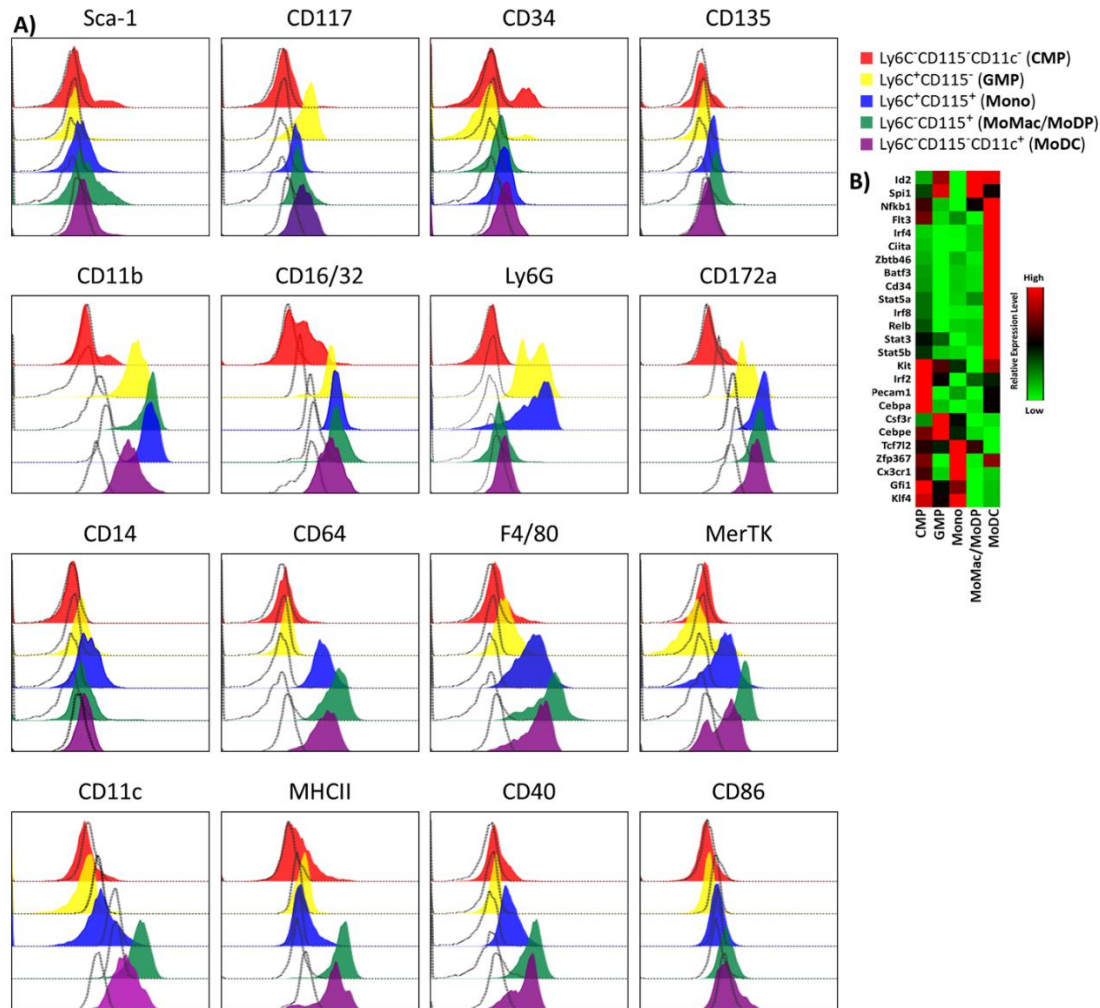 A)
Sca-1 CD117 CD34 CD135
Ly6C⁻CD115⁻CD11c⁻ (CMP)
Ly6C⁺CD115⁻ (GMP)
Ly6C⁺CD115⁺ (Mono)
Ly6C⁻CD115⁺ (MoMac/MoDP)
Ly6C⁻CD115⁻CD11c⁺ (MoDC)
CD11b CD16/32 Ly6G CD172a
CD14 CD64 F4/80 MerTK
CD11c MHCII CD40 CD86
B)
Id2
Spi1
Nfkb1
Flt3
Irf4
Ciita
Zbtb46
Batf3
Cd34
Stat5a
Irf8
Relb
Stat3
Stat5b
Kit
Irf2
Pecam1
Cebpa
Csf3r
Cebpe
Tcf7l2
Zfp367
Cx3cr1
Gfi1
Klf4
CMP
GMP
Mono
MoMac/MoDP
MoDC
High
Relative Expression Level
Low